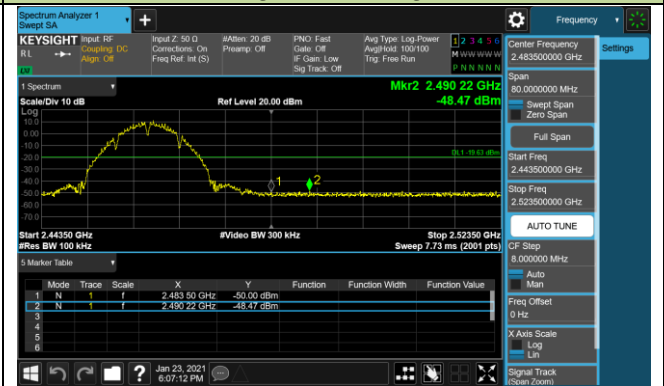 Spectrum Analyzer 1
Swept SA
Frequency
KEYSIGHT
RL
Input: RF
Coupling: DC
Align: Off
Input Z: 50 Ω
Corrections: On
Freq Ref: Int (S)
#Atten: 20 dB
Preamp: Off
PNO: Fast
Gate: Off
IF Gain: Low
Sig Track: Off
Avg Type: Log-Power
Avg|Hold: 100/100
Trig: Free Run
1 2 3 4 5 6
M W W W W W
P N N N N N
1 Spectrum
Mkr2 2.490 22 GHz
Scale/Div 10 dB
Ref Level 20.00 dBm
-48.47 dBm
Log
10.0
0.00
-10.0
-20.0
-30.0
-40.0
-50.0
-60.0
-70.0
DL1 -19.63 dBm
1
2
Start 2.44350 GHz
#Video BW 300 kHz
Stop 2.52350 GHz
#Res BW 100 kHz
Sweep 7.73 ms (2001 pts)
5 Marker Table
Mode Trace Scale X Y Function Function Width Function Value
1 N 1 f 2.483 50 GHz -50.00 dBm
2 N 1 f 2.490 22 GHz -48.47 dBm
3
4
5
6
Jan 23, 2021
6:07:12 PM
Center Frequency
2.483500000 GHz
Settings
Span
80.0000000 MHz
Swept Span
Zero Span
Full Span
Start Freq
2.443500000 GHz
Stop Freq
2.523500000 GHz
AUTO TUNE
CF Step
8.000000 MHz
Auto
Man
Freq Offset
0 Hz
X Axis Scale
Log
Lin
Signal Track
(Span Zoom)